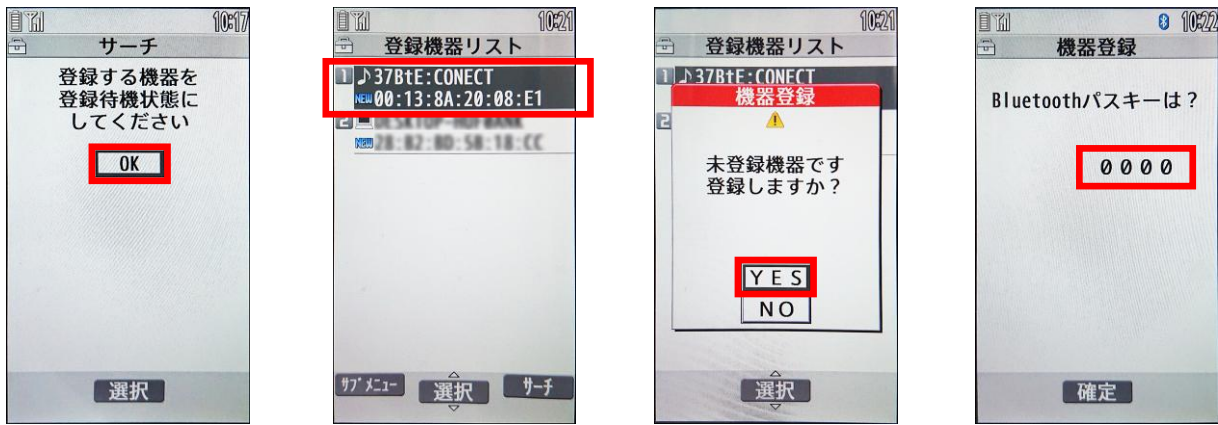 10:17
サーチ
登録する機器を
登録待機状態に
してください
OK
選択
10:21
登録機器リスト
1 ♪37BtE:CONECT
NEW 00:13:8A:20:08:E1
2
NEW
サブメニュー 選択 サーチ
10:21
登録機器リスト
1 ♪37BtE:CONECT
機器登録
2
未登録機器です
登録しますか?
YES
NO
選択
10:22
機器登録
Bluetoothパスキーは?
0000
確定